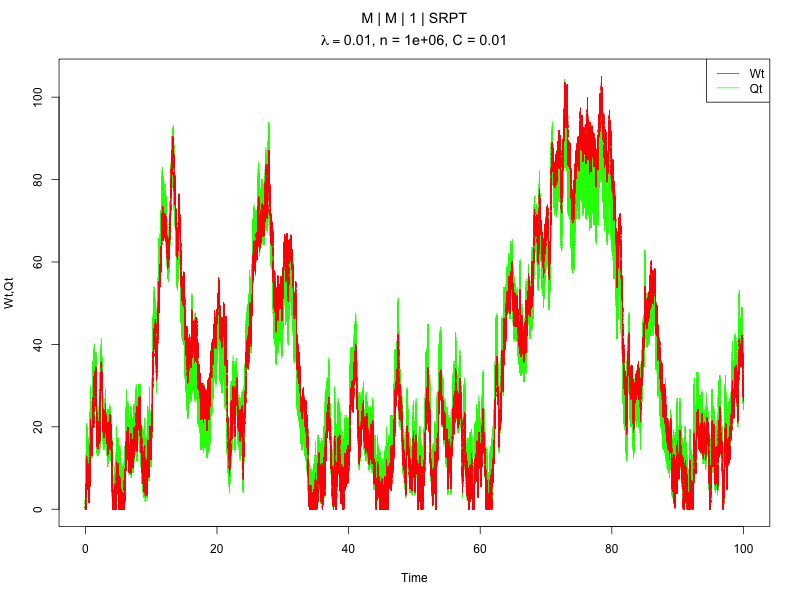 M | M | 1 | SRPT
λ = 0.01, n = 1e+06, C = 0.01
Wt
Qt
100
80
60
40
20
0
Wt,Qt
0 20 40 60 80 100
Time